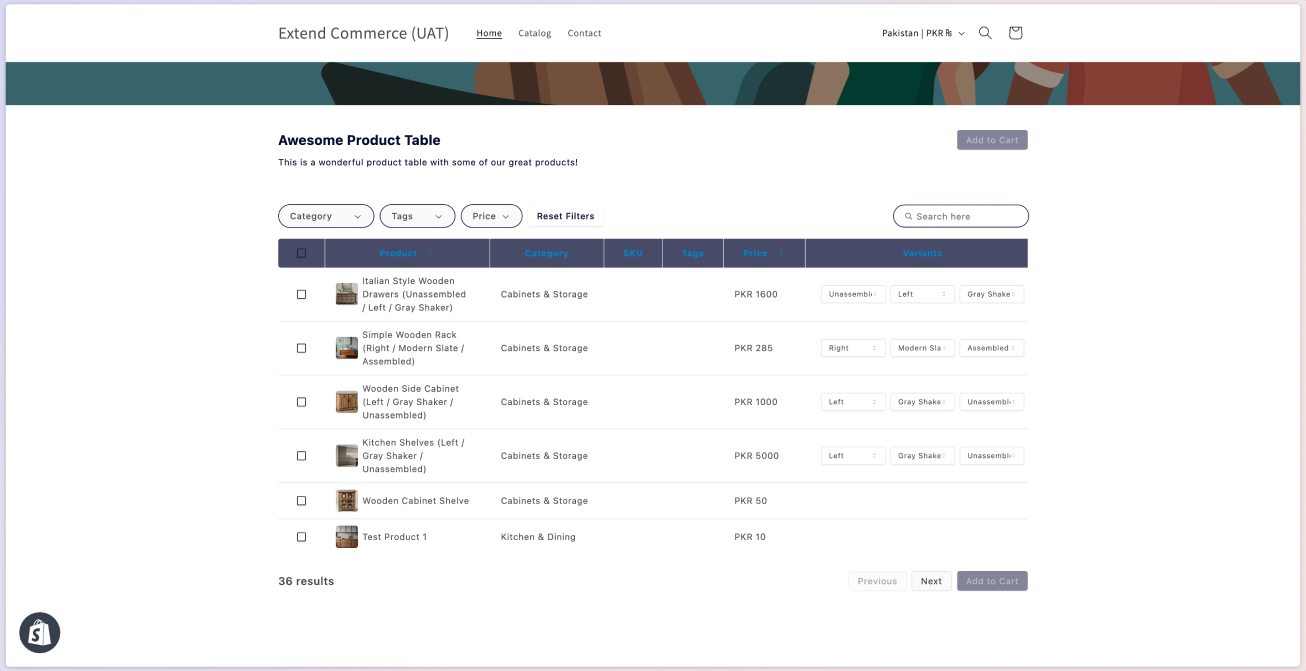 Extend Commerce (UAT) Home Catalog Contact Pakistan | PKR ₨
Awesome Product Table Add to Cart
This is a wonderful product table with some of our great products!
Category Tags Price Reset Filters Search here
Product Category SKU Tags Price Variants
Italian Style Wooden
Drawers (Unassembled
/ Left / Gray Shaker) Cabinets & Storage PKR 1600 Unassembl Left Gray Shake
Simple Wooden Rack
(Right / Modern Slate /
Assembled) Cabinets & Storage PKR 285 Right Modern Sla Assembled
Wooden Side Cabinet
(Left / Gray Shaker /
Unassembled) Cabinets & Storage PKR 1000 Left Gray Shake Unassembl
Kitchen Shelves (Left /
Gray Shaker /
Unassembled) Cabinets & Storage PKR 5000 Left Gray Shake Unassembl
Wooden Cabinet Shelve Cabinets & Storage PKR 50
Test Product 1 Kitchen & Dining PKR 10
36 results Previous Next Add to Cart